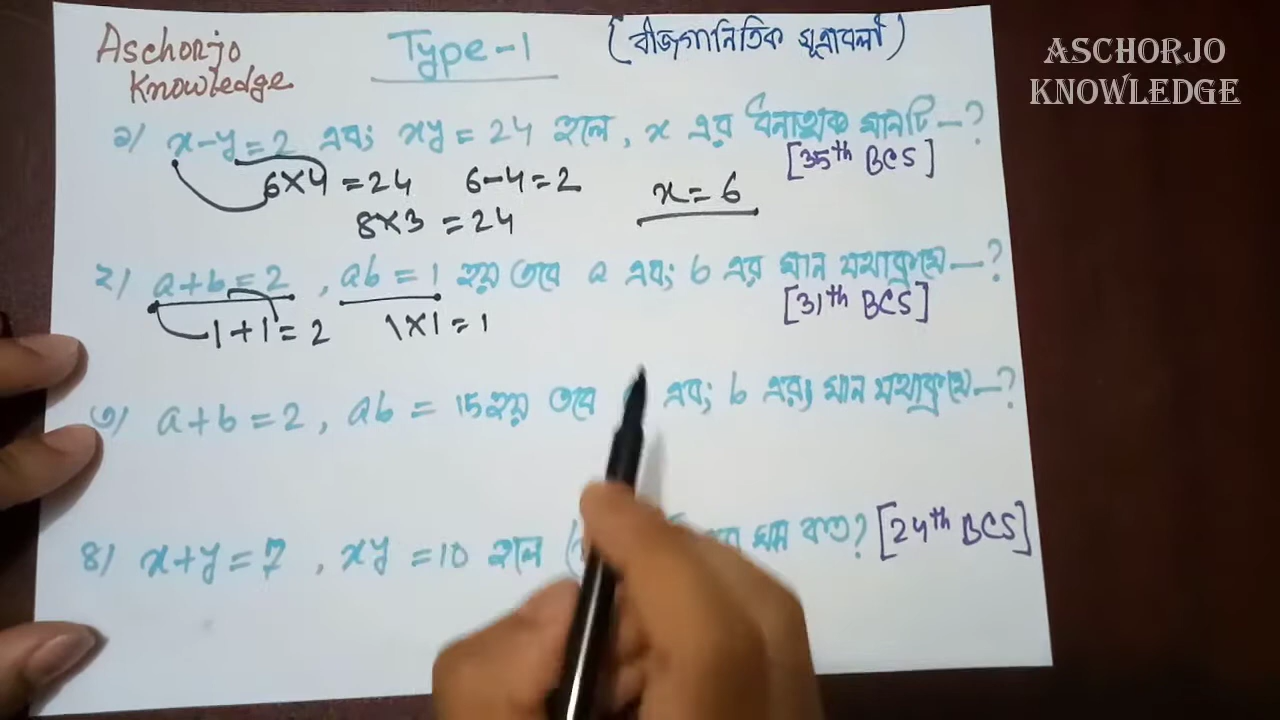 Aschorjo
Knowledge
Type-1
(বীজগানিতিক সূত্রাবলী)
ASCHORJO
KNOWLEDGE
১/ x-y=2 এবং xy=24 হলে, x এর ধনাত্মক মানটি-?
[35th BCS]
6×4=24 6-4=2 x=6
8×3=24
২/ a+b=2, ab=1 হয় তবে a এবং b এর মান যথাক্রমে-?
[31th BCS]
1+1=2 1×1=1
৩/ a+b=2, ab=15 হয় তবে এবং b এর মান যথাক্রমে-?
৪/ x+y=7, xy=10 হলে ( মান কত? [24th BCS]